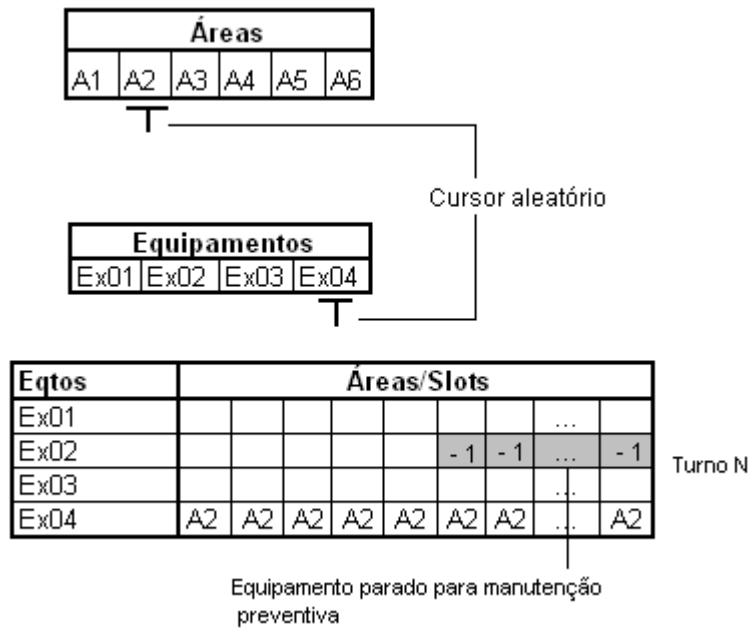 Áreas
A1 A2 A3 A4 A5 A6
Cursor aleatório
Equipamentos
Ex01 Ex02 Ex03 Ex04
Eqtos Áreas/Slots
Ex01 ...
Ex02 - 1 - 1 ... - 1
Turno N
Ex03 ...
Ex04 A2 A2 A2 A2 A2 A2 A2 ... A2
Equipamento parado para manutenção
preventiva